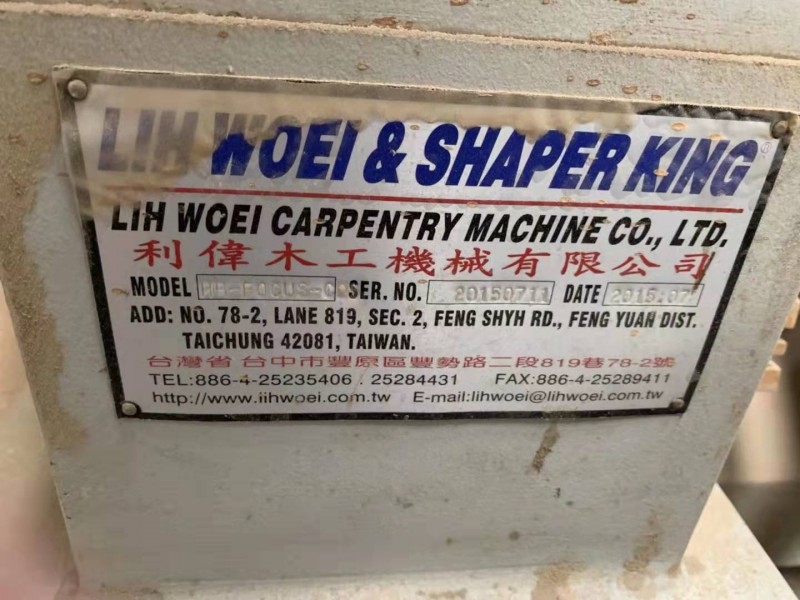 LIH WOEI & SHAPER KING
LIH WOEI CARPENTRY MACHINE CO., LTD.
利偉木工機械有限公司
MODEL SER. NO. 20150711 DATE 2015.07
ADD: NO. 78-2, LANE 819, SEC. 2, FENG SHYH RD., FENG YUAN DIST.
TAICHUNG 42081, TAIWAN.
台灣省 台中市豐原區豐勢路二段819巷78-2號
TEL:886-4-25235406 . 25284431 FAX:886-4-25289411
http://www.iihwoei.com.tw E-mail:lihwoei@lihwoei.com.tw